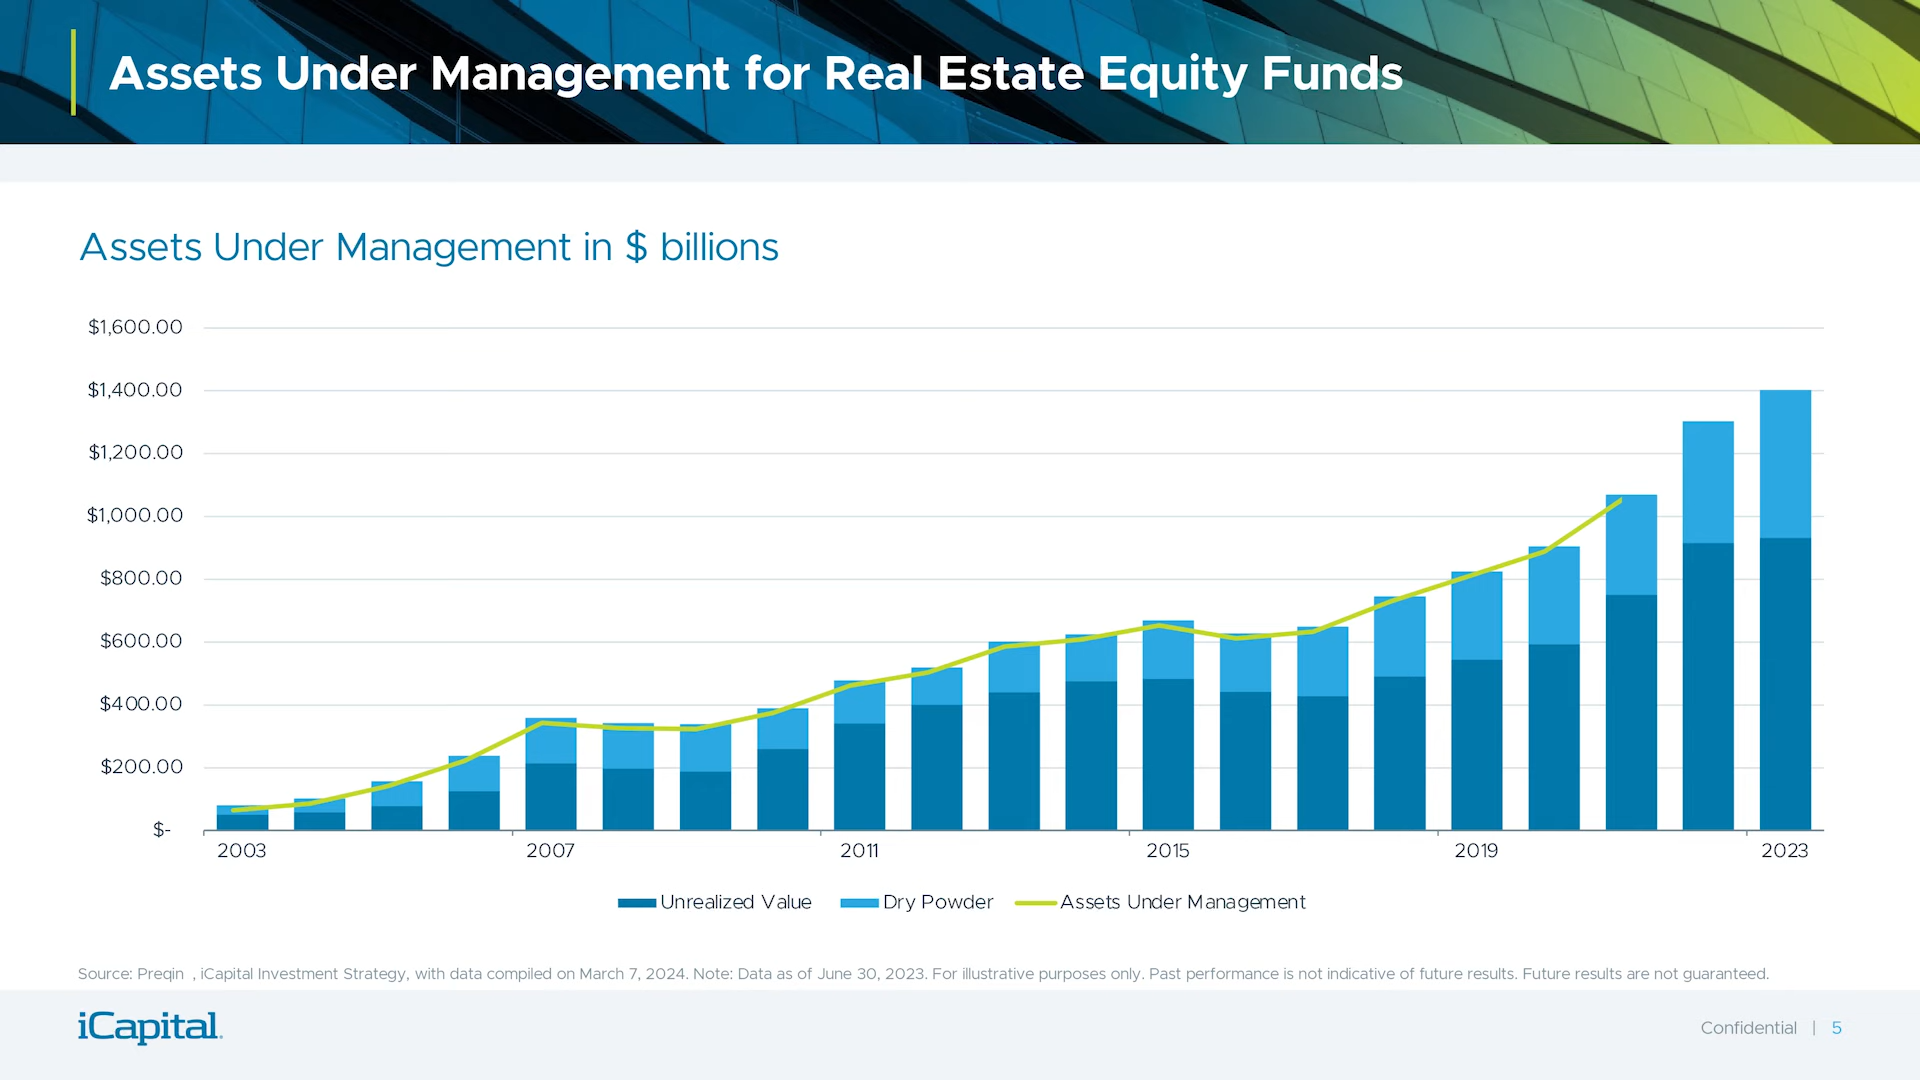 Assets Under Management for Real Estate Equity Funds
Assets Under Management in $ billions
$1,600.00
$1,400.00
$1,200.00
$1,000.00
$800.00
$600.00
$400.00
$200.00
$-
2003 2007 2011 2015 2019 2023
Unrealized Value Dry Powder Assets Under Management
Source: Preqin , iCapital Investment Strategy, with data compiled on March 7, 2024. Note: Data as of June 30, 2023. For illustrative purposes only. Past performance is not indicative of future results. Future results are not guaranteed.
iCapital.
Confidential | 5